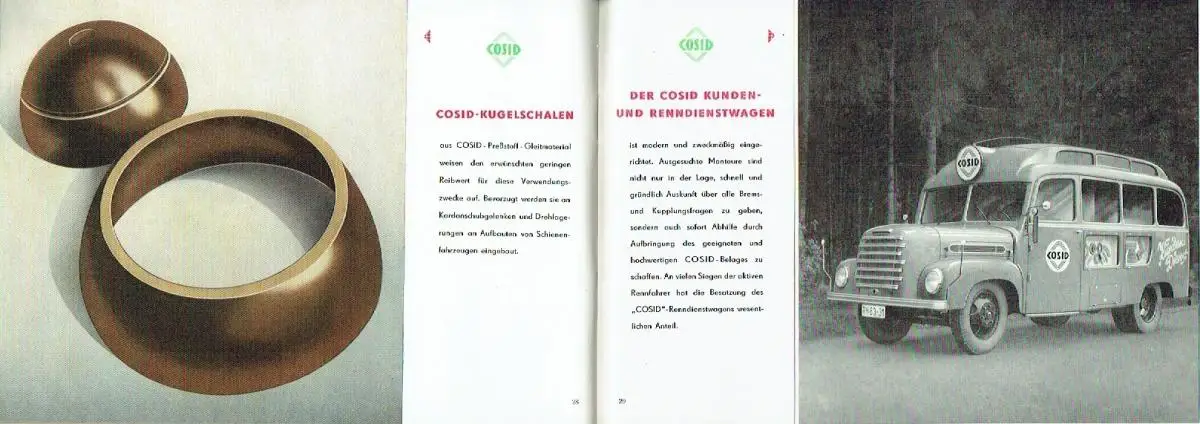 COSID
COSID-KUGELSCHALEN
aus COSID-Preßstoff-Gleitmaterial
weisen den erwünschten geringen
Reibwert für diese Verwendungs-
zwecke auf. Bevorzugt werden sie an
Kardanschubgelenken und Drehlage-
rungen an Aufbauten von Schienen-
fahrzeugen eingebaut.
28
COSID
DER COSID KUNDEN-
UND RENNDIENSTWAGEN
ist modern und zweckmäßig einge-
richtet. Ausgesuchte Monteure sind
nicht nur in der Lage, schnell und
gründlich Auskunft über alle Brems-
und Kupplungsfragen zu geben,
sondern auch sofort Abhilfe durch
Aufbringung des geeigneten und
hochwertigen COSID-Belages zu
schaffen. An vielen Siegen der aktiven
Rennfahrer hat die Besatzung des
„COSID"-Renndienstwagens wesent-
lichen Anteil.
29
COSID
COSID
Kunden
Dienst